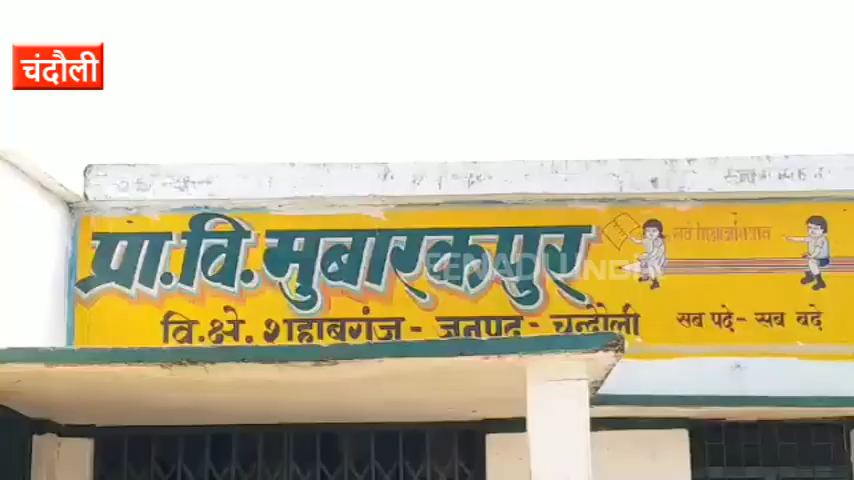 चंदौली
प्रा.वि.मुबारकपुर
वि.क्षे. शहाबगंज - जनपद - चन्दौली
सब पढे - सब बढे